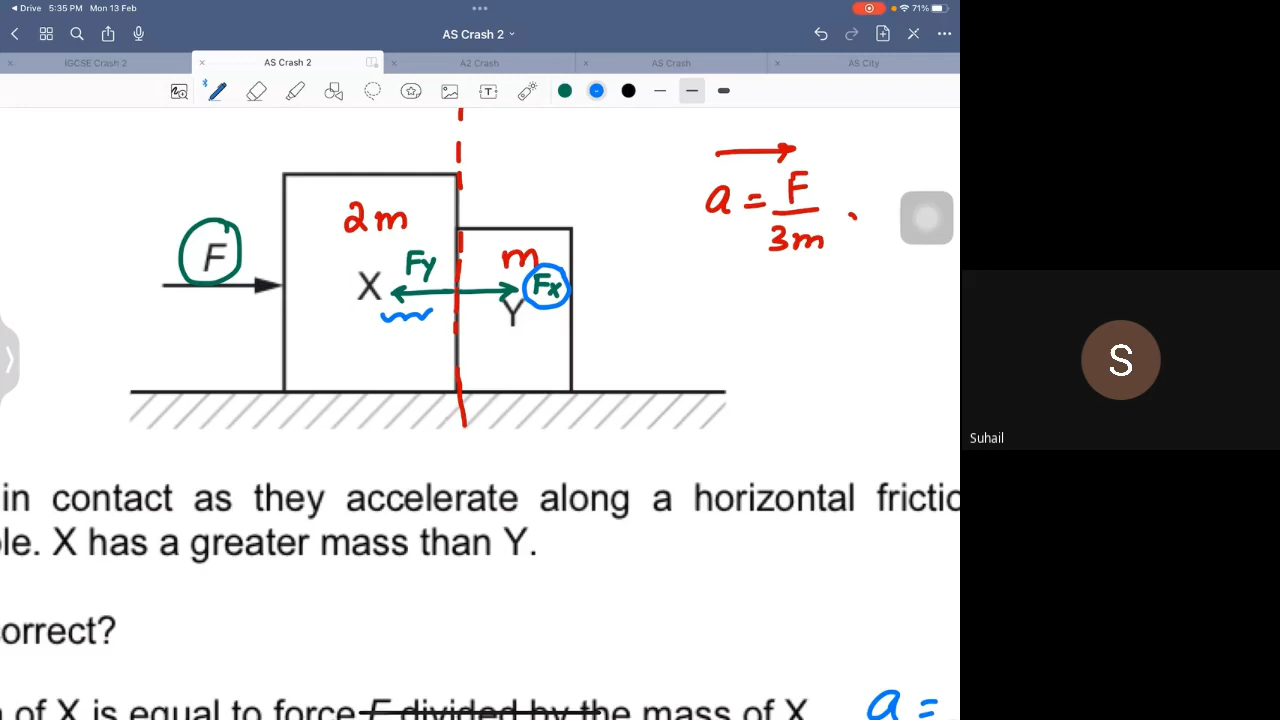 Drive 5:35 PM Mon 13 Feb 71%
AS Crash 2
IGCSE Crash 2 AS Crash 2 A2 Crash AS Crash AS City
T
a = F
3m
2m
F
Fy
m
Fx
X
Y
S
Suhail
in contact as they accelerate along a horizontal frictio
le. X has a greater mass than Y.
orrect?
of X is equal to force F divided by the mass of X
a =